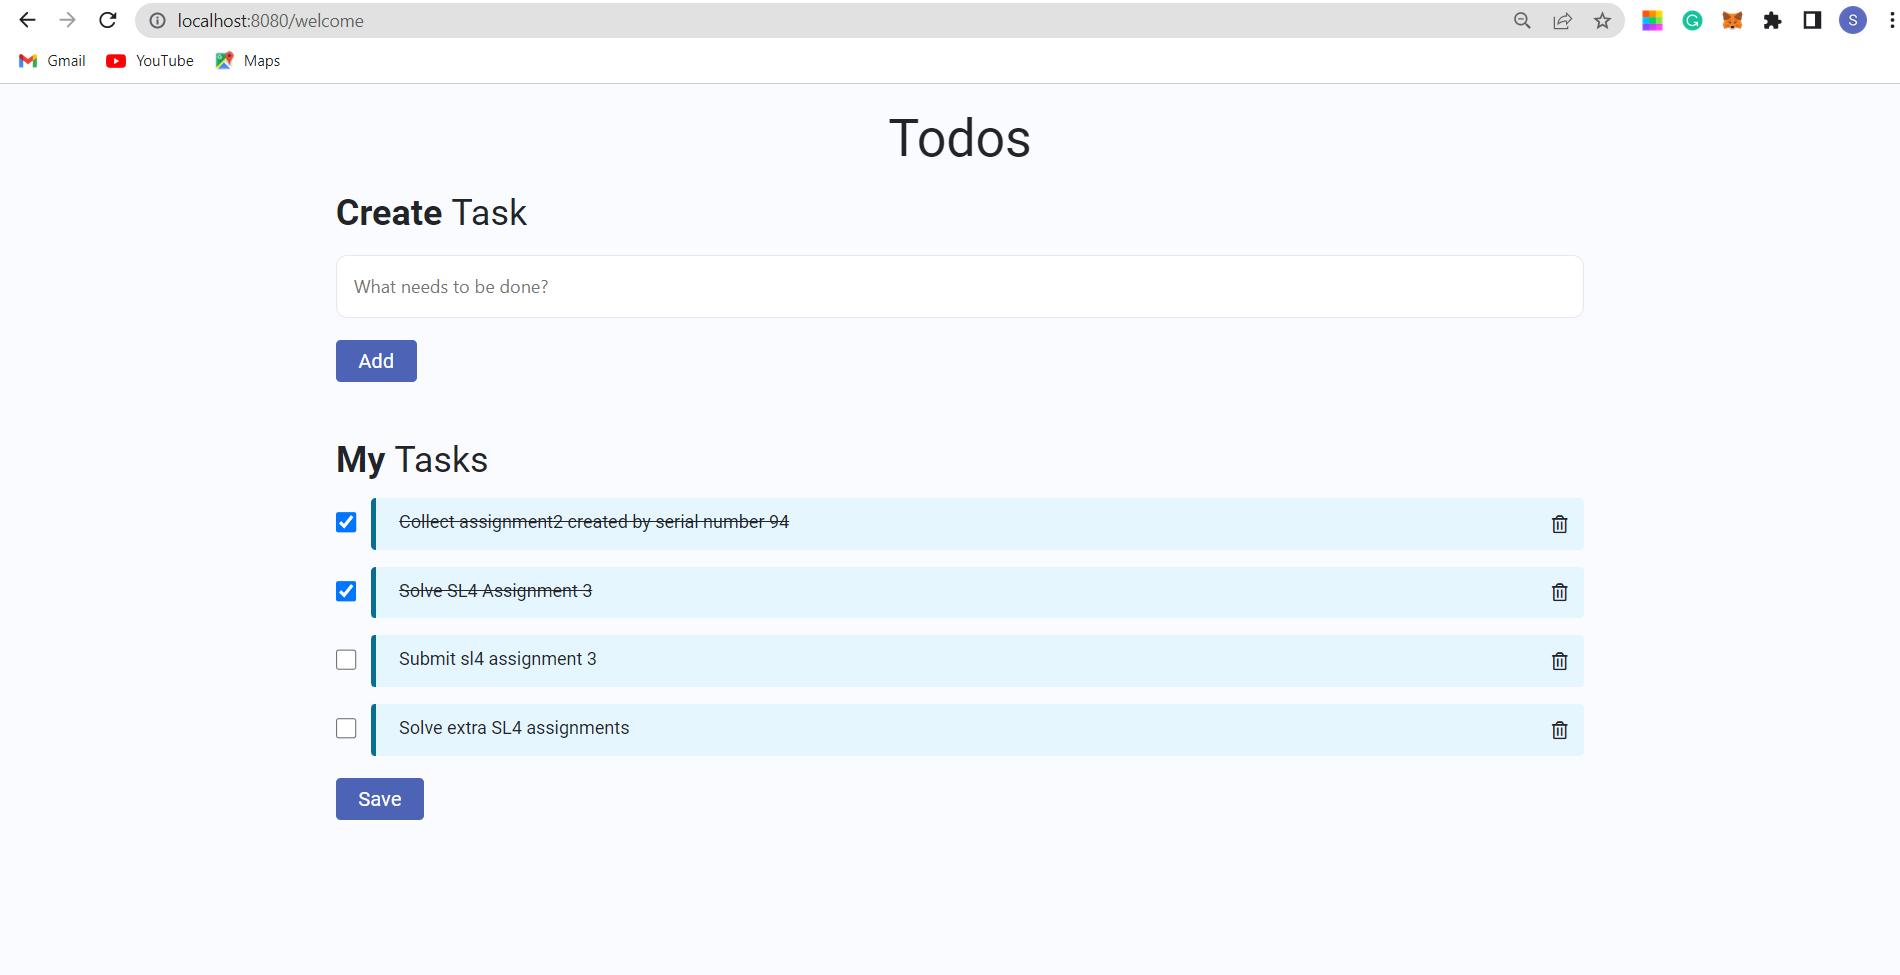 localhost:8080/welcome
S
Gmail YouTube Maps
Todos
Create Task
What needs to be done?
Add
My Tasks
Collect assignment2 created by serial number 94
Solve SL4 Assignment 3
Submit sl4 assignment 3
Solve extra SL4 assignments
Save